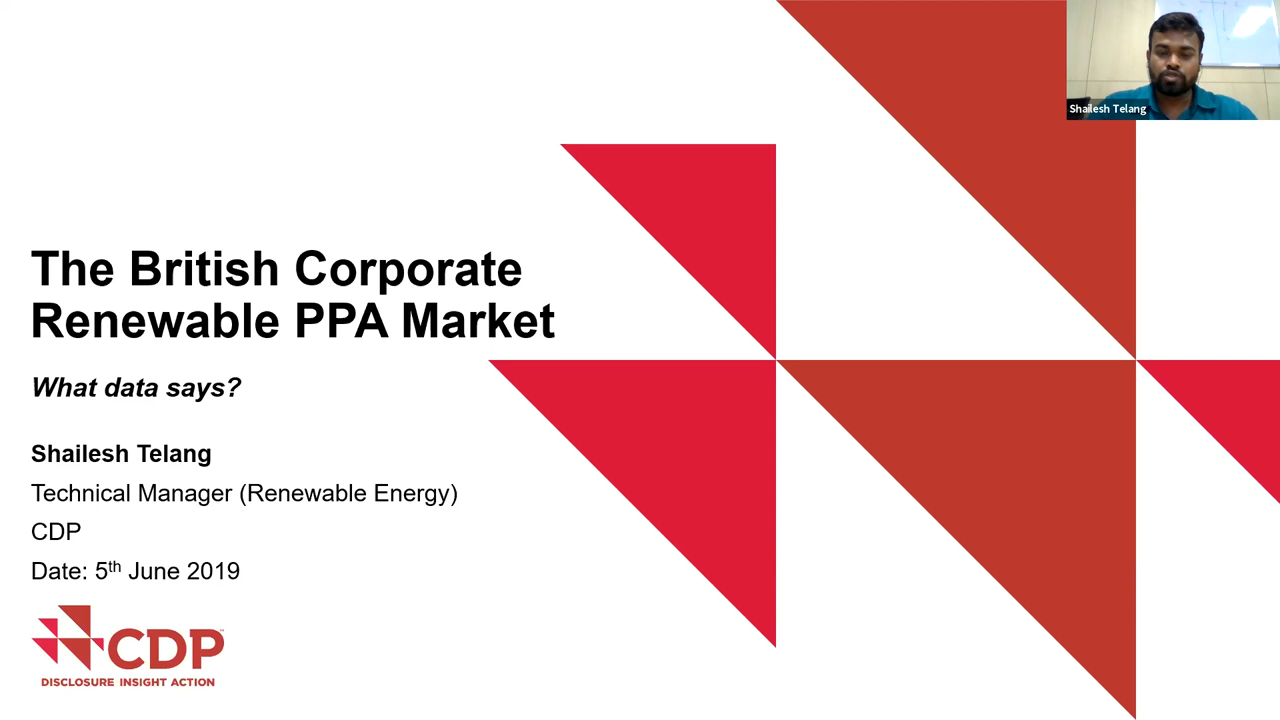 Shailesh Telang
The British Corporate
Renewable PPA Market
What data says?
Shailesh Telang
Technical Manager (Renewable Energy)
CDP
Date: 5th June 2019
CDP
DISCLOSURE INSIGHT ACTION